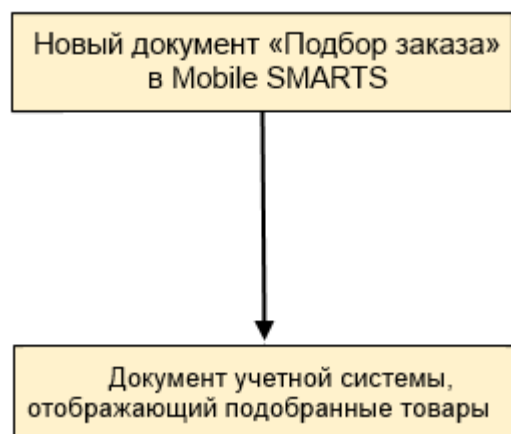 Новый документ «Подбор заказа»
в Mobile SMARTS
Документ учетной системы,
отображающий подобранные товары